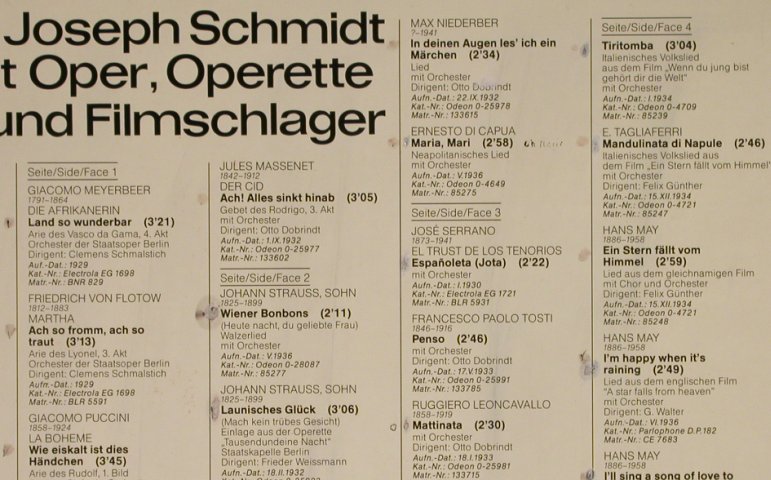 Joseph Schmidt
t Oper, Operette
und Filmschlager
Seite/Side/Face 1
GIACOMO MEYERBEER
1791–1864
DIE AFRIKANERIN
Land so wunderbar (3'21)
Arie des Vasco da Gama, 4. Akt
Orchester der Staatsoper Berlin
Dirigent: Clemens Schmalstich
Auf.-Dat.: 1929
Kat.-Nr.: Electrola EG 1698
Matr.-Nr.: BNR 829
FRIEDRICH VON FLOTOW
1812–1883
MARTHA
Ach so fromm, ach so
traut (3'13)
Arie des Lyonel, 3. Akt
Orchester der Staatsoper Berlin
Dirigent: Clemens Schmalstich
Aufn.-Dat.: 1929
Kat.-Nr.: Electrola EG 1698
Matr.-Nr.: BLR 5591
GIACOMO PUCCINI
1858–1924
LA BOHEME
Wie eiskalt ist dies
Händchen (3'45)
Arie des Rudolf, 1. Bild
JULES MASSENET
1842–1912
DER CID
Ach! Alles sinkt hinab (3'05)
Gebet des Rodrigo, 3. Akt
mit Orchester
Dirigent: Otto Dobrindt
Aufn.-Dat.: 1.IX.1932
Kat.-Nr.: Odeon 0-25977
Matr.-Nr.: 133602
Seite/Side/Face 2
JOHANN STRAUSS, SOHN
1825–1899
Wiener Bonbons (2'11)
(Heute nacht, du geliebte Frau)
Walzerlied
mit Orchester
Aufn.-Dat.: V.1936
Kat.-Nr.: Odeon 0-28087
Matr.-Nr.: 85277
JOHANN STRAUSS, SOHN
1825–1899
Launisches Glück (3'06)
(Mach kein trübes Gesicht)
Einlage aus der Operette
"Tausendundeine Nacht"
Staatskapelle Berlin
Dirigent: Frieder Weissmann
Aufn.-Dat.: 18.II.1932
MAX NIEDERBER
?–1941
In deinen Augen les' ich ein
Märchen (2'34)
Lied
mit Orchester
Dirigent: Otto Dobrindt
Aufn.-Dat.: 22.IX.1932
Kat.-Nr.: Odeon 0-25978
Matr.-Nr.: 133615
ERNESTO DI CAPUA
Maria, Mari (2'58)
Neapolitanisches Lied
mit Orchester
Aufn.-Dat.: V.1936
Kat.-Nr.: Odeon 0-4649
Matr.-Nr.: 85275
Seite/Side/Face 3
JOSÉ SERRANO
1873–1941
EL TRUST DE LOS TENORIOS
Españoleta (Jota) (2'22)
mit Orchester
Aufn.-Dat.: I.1930
Kat.-Nr.: Electrola EG 1721
Matr.-Nr.: BLR 5931
FRANCESCO PAOLO TOSTI
1846–1916
Penso (2'46)
mit Orchester
Dirigent: Otto Dobrindt
Aufn.-Dat.: 17.V.1933
Kat.-Nr.: Odeon 0-25991
Matr.-Nr.: 133785
RUGGIERO LEONCAVALLO
1858–1919
Mattinata (2'30)
mit Orchester
Dirigent: Otto Dobrindt
Aufn.-Dat.: 18.I.1933
Kat.-Nr.: Odeon 0-25981
Matr.-Nr.: 133715
Seite/Side/Face 4
Tiritomba (3'04)
Italienisches Volkslied
aus dem Film „Wenn du jung bist
gehört dir die Welt"
mit Orchester
Aufn.-Dat.: I.1934
Kat.-Nr.: Odeon 0-4709
Matr.-Nr.: 85239
E. TAGLIAFERRI
Mandulinata di Napule (2'46)
Italienisches Volkslied aus
dem Film „Ein Stern fällt vom Himmel"
mit Orchester
Dirigent: Felix Günther
Aufn.-Dat.: 15.XII.1934
Kat.-Nr.: Odeon 0-4721
Matr.-Nr.: 85247
HANS MAY
1886–1958
Ein Stern fällt vom
Himmel (2'59)
Lied aus dem gleichnamigen Film
mit Chor und Orchester
Dirigent: Felix Günther
Aufn.-Dat.: 15.XII.1934
Kat.-Nr.: Odeon 0-4721
Matr.-Nr.: 85248
HANS MAY
1886–1958
I'm happy when it's
raining (2'49)
Lied aus dem englischen Film
"A star falls from heaven"
mit Orchester
Dirigent: G. Walter
Aufn.-Dat.: VI.1936
Kat.-Nr.: Parlophone D.P.182
Matr.-Nr.: CE 7683
HANS MAY
1886–1958
I'll sing a song of love to